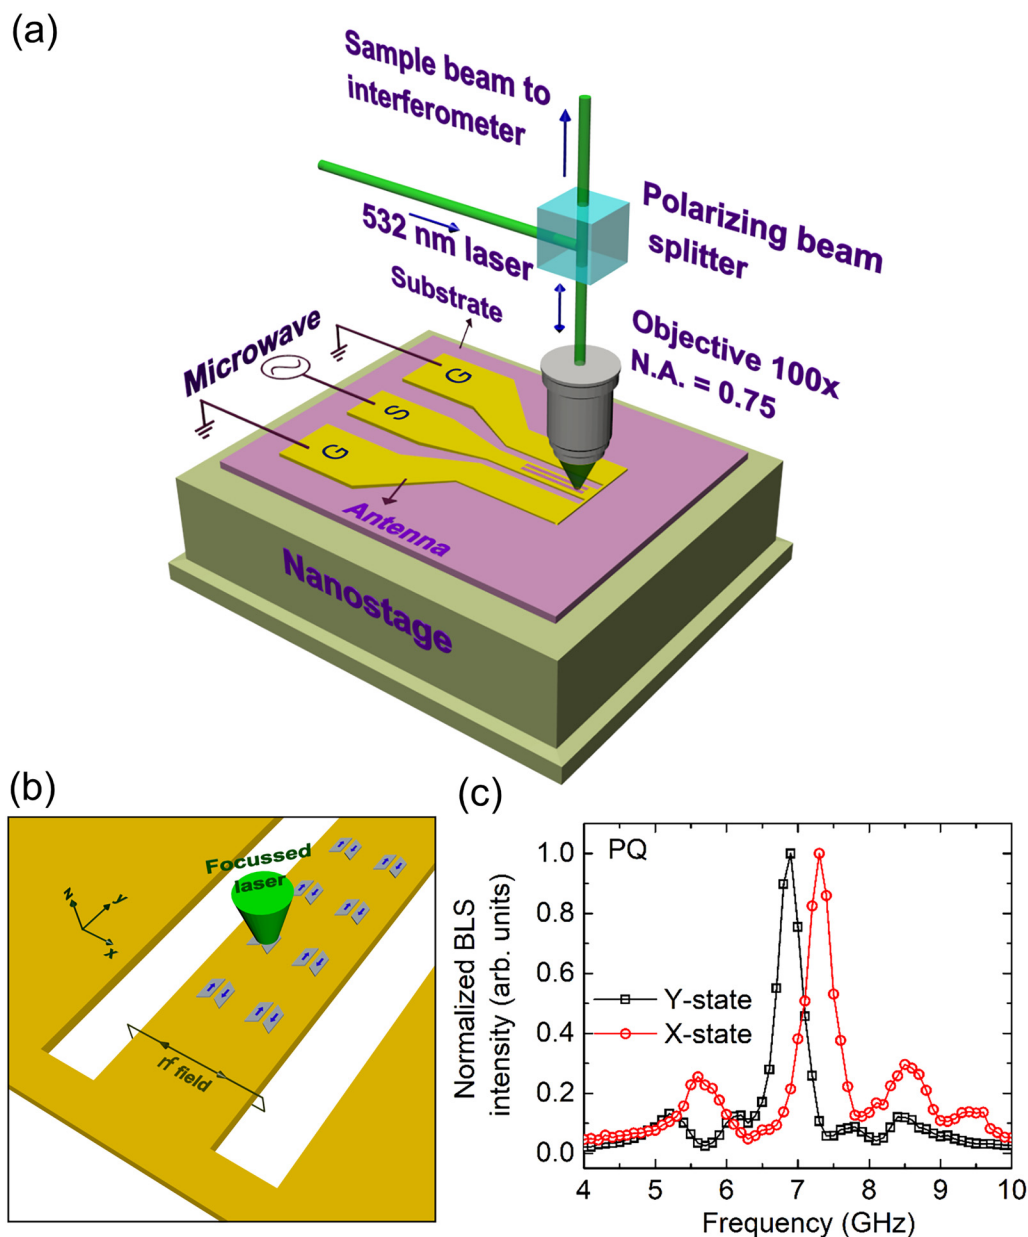 (a)
Sample beam to
interferometer
532 nm laser
Polarizing beam
splitter
Substrate
Microwave
Objective 100x
N.A. = 0.75
G
S
G
Antenna
Nanostage
(b)
Focussed
laser
z
y
x
rf field
(c)
PQ
Normalized BLS
intensity (arb. units)
1.0
0.8
0.6
0.4
0.2
0.0
Y-state
X-state
4 5 6 7 8 9 10
Frequency (GHz)